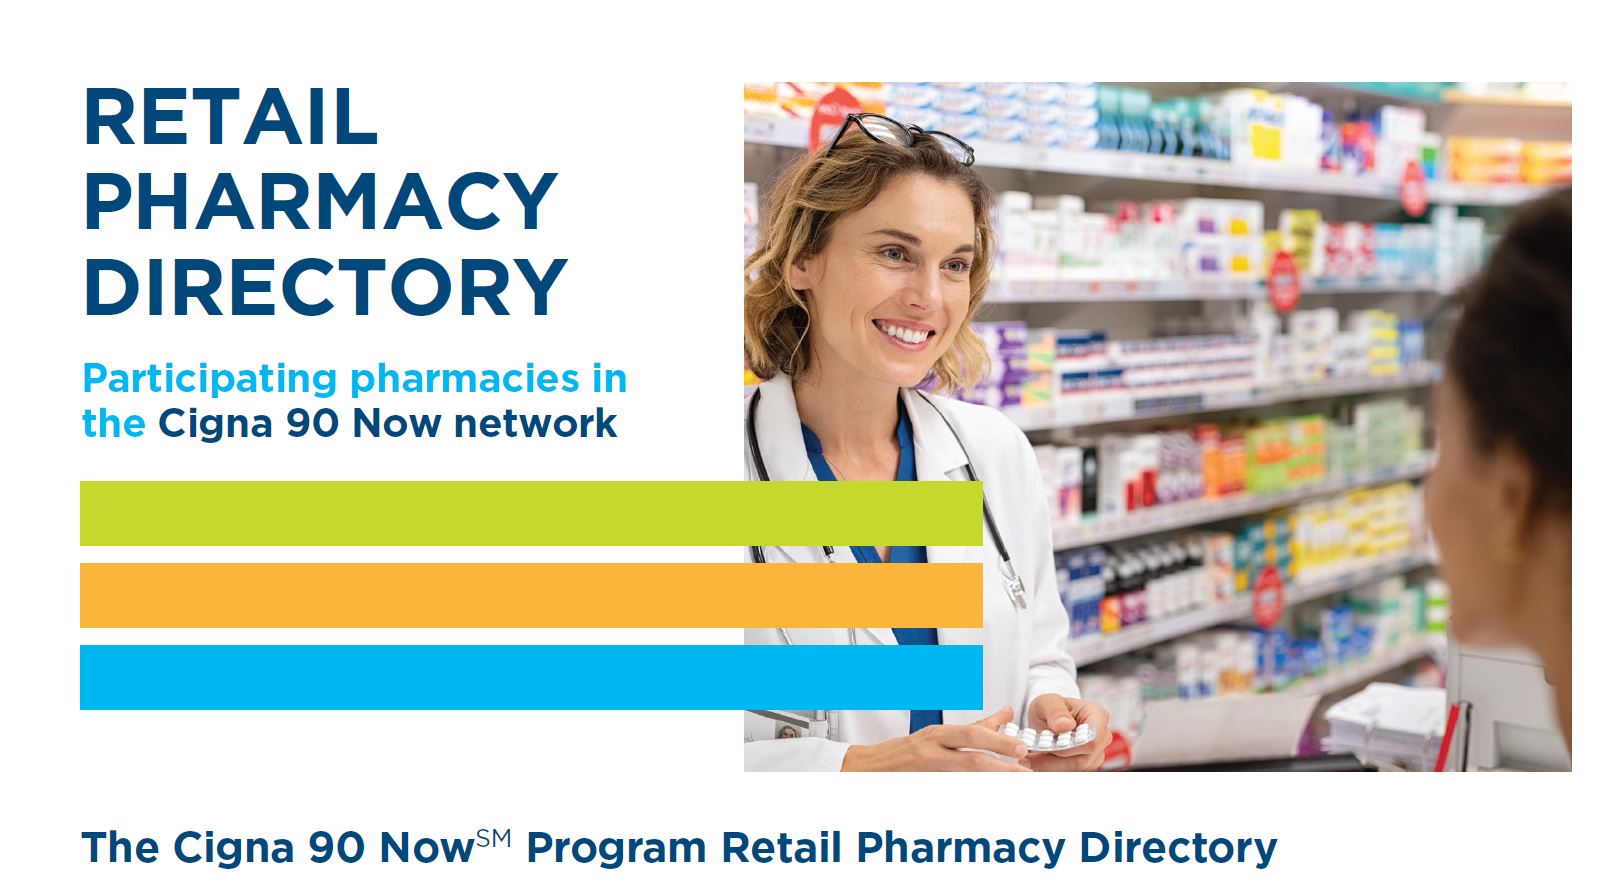 RETAIL
PHARMACY
DIRECTORY
Participating pharmacies in
the Cigna 90 Now network
The Cigna 90 Now℠ Program Retail Pharmacy Directory